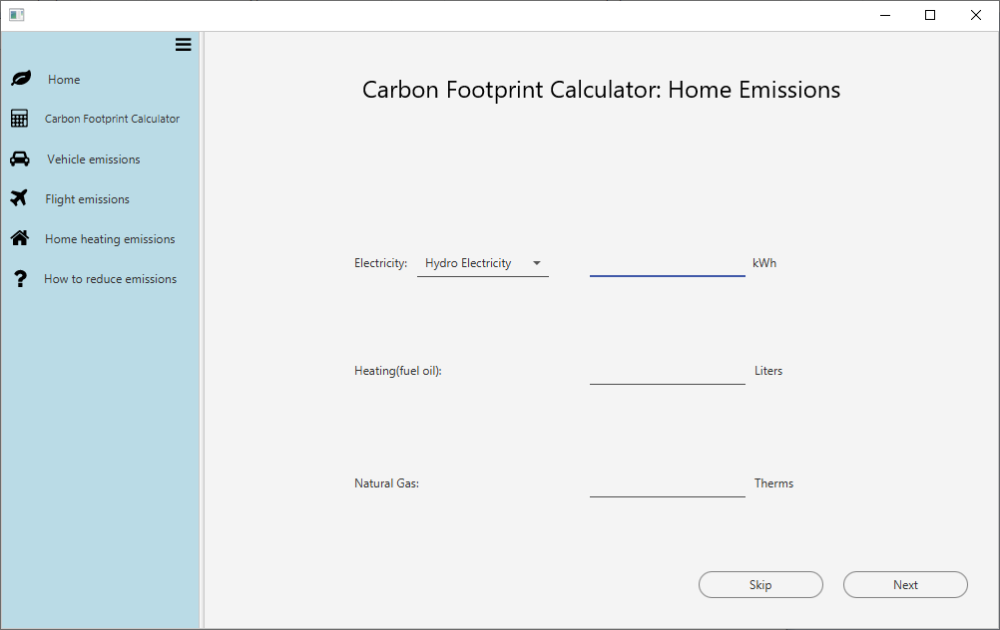 Home
Carbon Footprint Calculator
Vehicle emissions
Flight emissions
Home heating emissions
How to reduce emissions
Carbon Footprint Calculator: Home Emissions
Electricity: Hydro Electricity kWh
Heating(fuel oil): Liters
Natural Gas: Therms
Skip Next